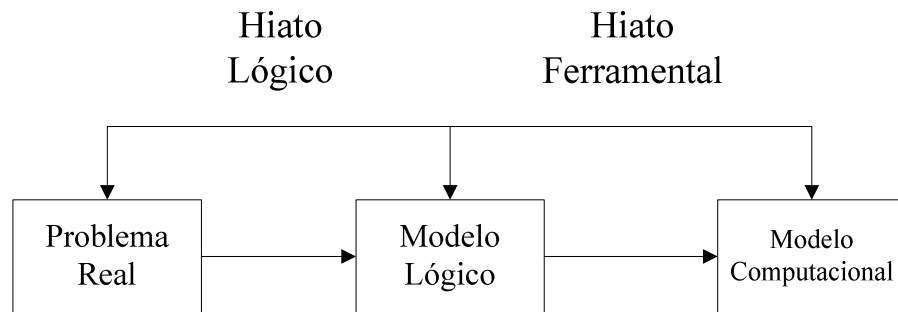 Hiato
Lógico
Hiato
Ferramental
Problema
Real
Modelo
Lógico
Modelo
Computacional